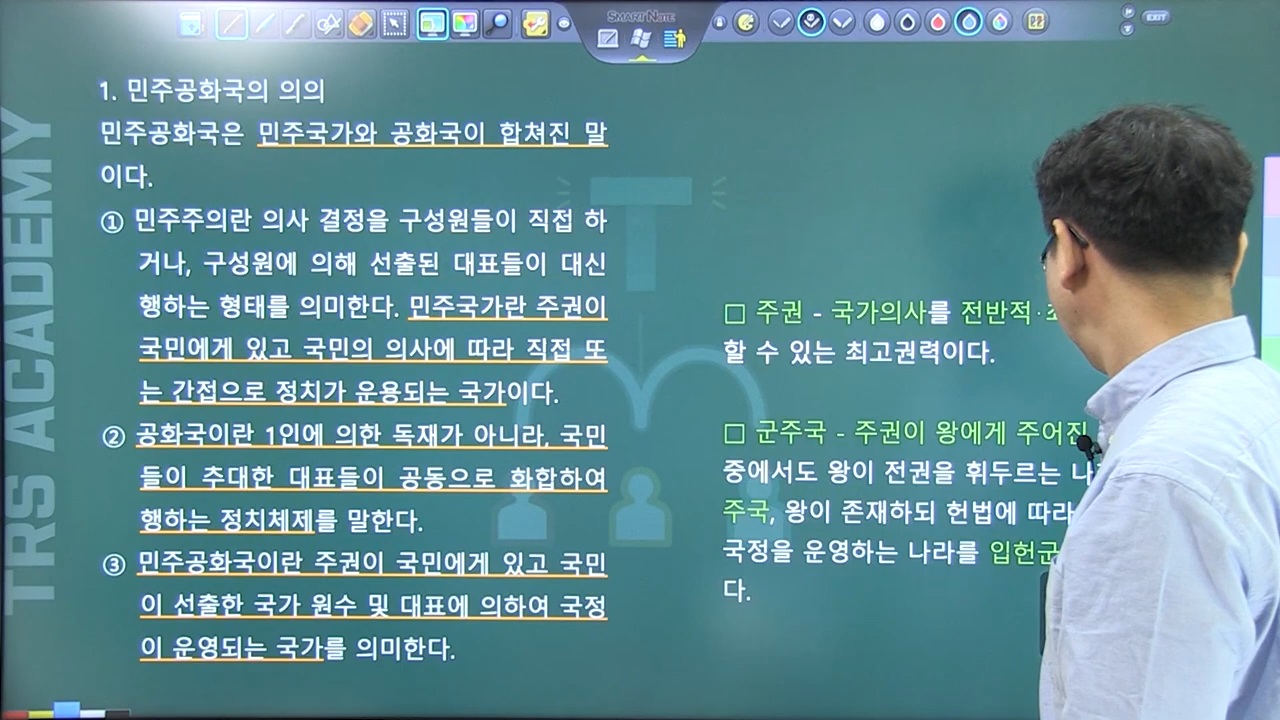 SMART NOTE
EXIT
TRS ACADEMY
1. 민주공화국의 의의
민주공화국은 민주국가와 공화국이 합쳐진 말
이다.
① 민주주의란 의사 결정을 구성원들이 직접 하
거나, 구성원에 의해 선출된 대표들이 대신
행하는 형태를 의미한다. 민주국가란 주권이
국민에게 있고 국민의 의사에 따라 직접 또
는 간접으로 정치가 운용되는 국가이다.
② 공화국이란 1인에 의한 독재가 아니라, 국민
들이 추대한 대표들이 공동으로 화합하여
행하는 정치체제를 말한다.
③ 민주공화국이란 주권이 국민에게 있고 국민
이 선출한 국가 원수 및 대표에 의하여 국정
이 운영되는 국가를 의미한다.
□ 주권 - 국가의사를 전반적·
할 수 있는 최고권력이다.
□ 군주국 - 주권이 왕에게 주어진
중에서도 왕이 전권을 휘두르는
주국, 왕이 존재하되 헌법에 따라
국정을 운영하는 나라를 입헌군
다.